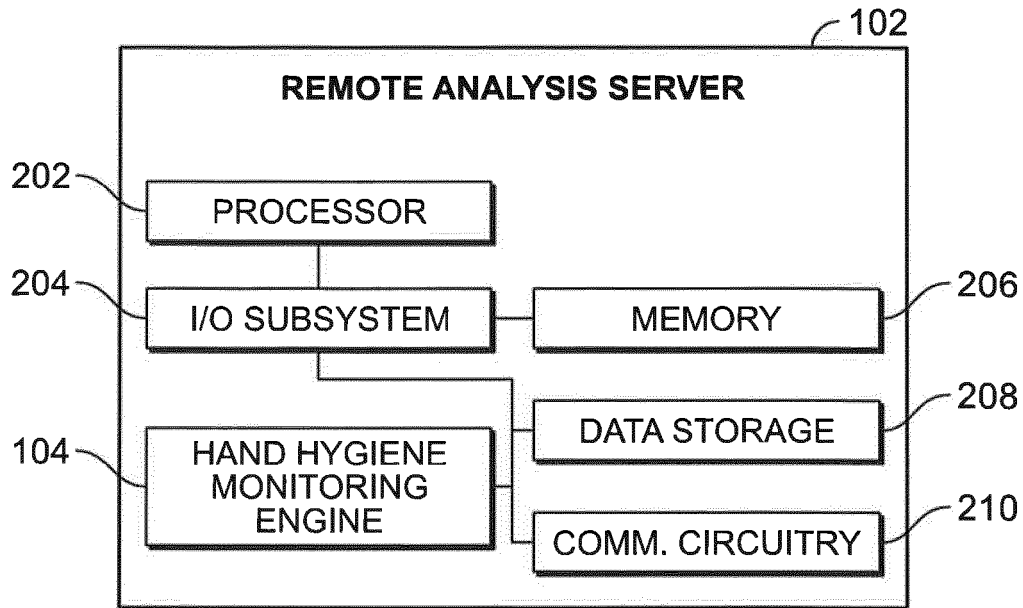 102
REMOTE ANALYSIS SERVER
202
PROCESSOR
204
I/O SUBSYSTEM
MEMORY
206
DATA STORAGE
208
104
HAND HYGIENE
MONITORING
ENGINE
COMM. CIRCUITRY
210